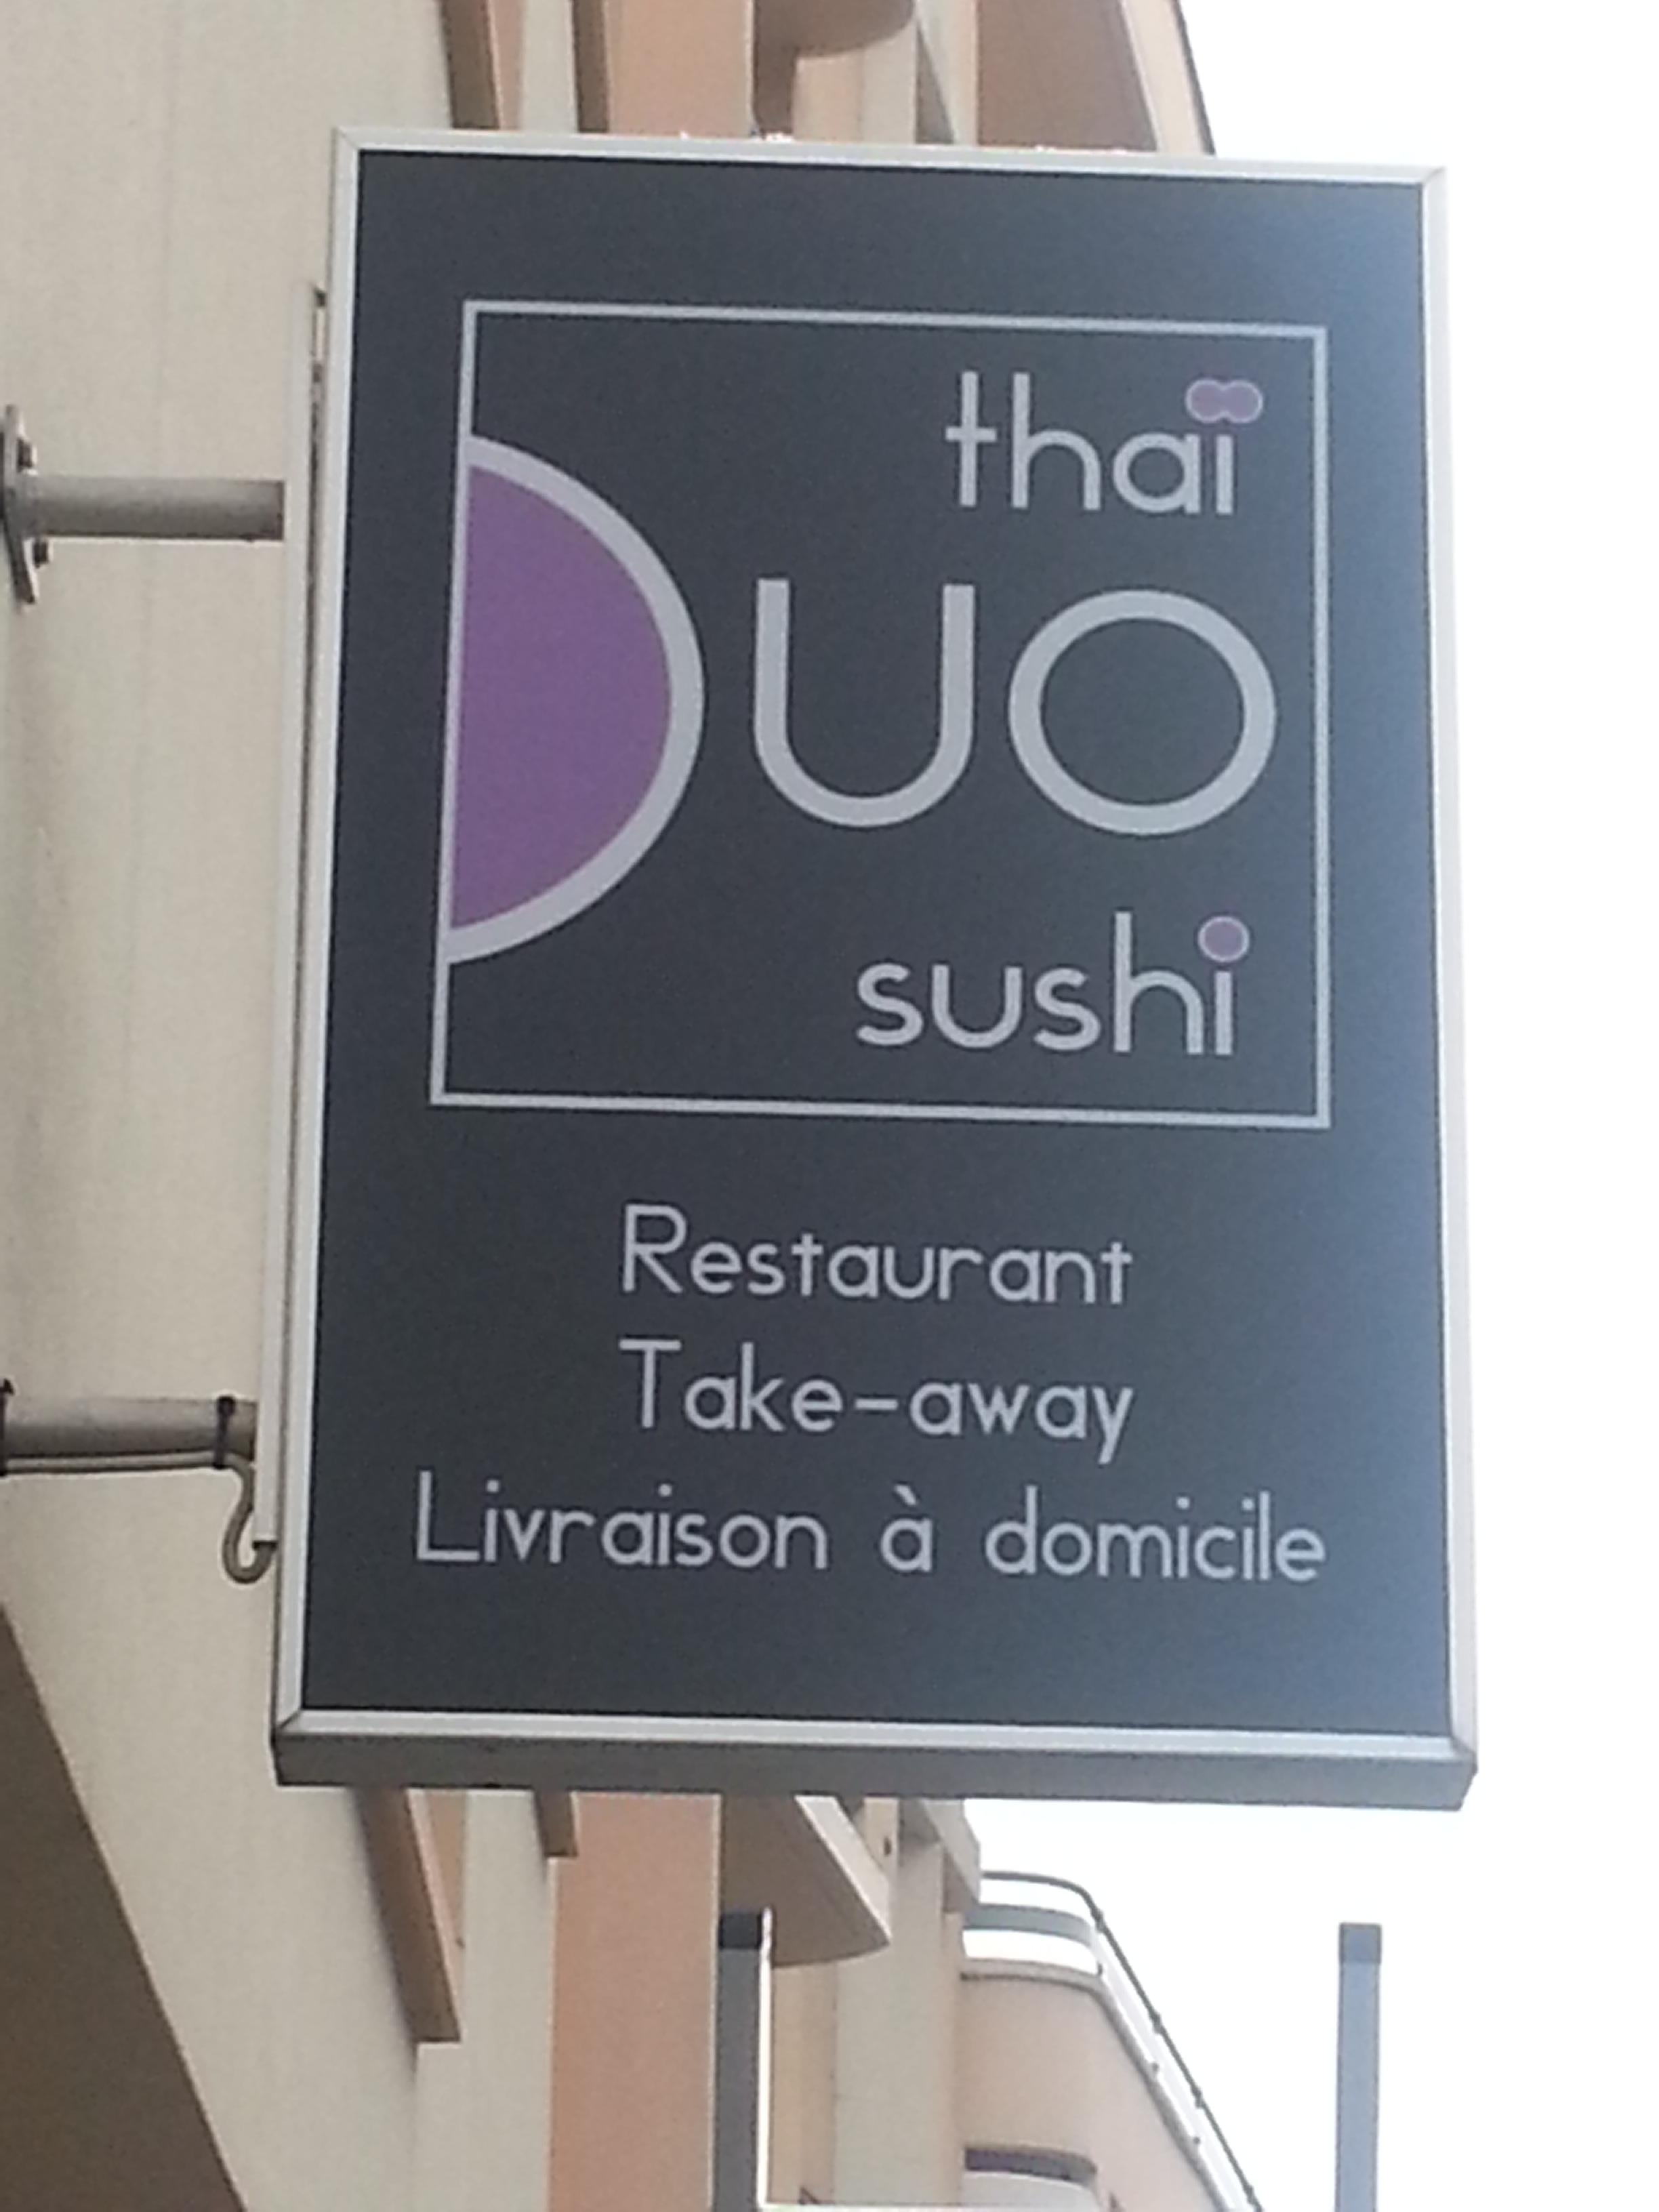 thaï
DUO
sushi
Restaurant
Take-away
Livraison à domicile